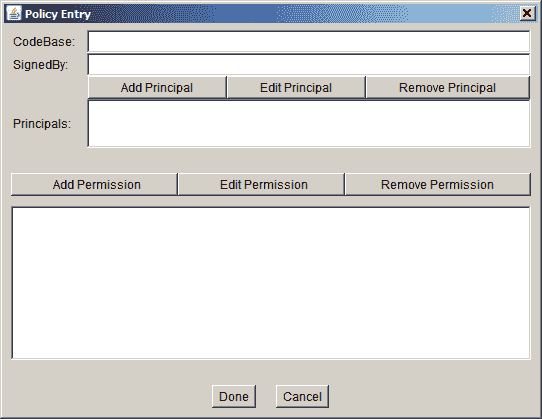 Policy Entry
CodeBase:
SignedBy:
Add Principal Edit Principal Remove Principal
Principals:
Add Permission Edit Permission Remove Permission
Done Cancel